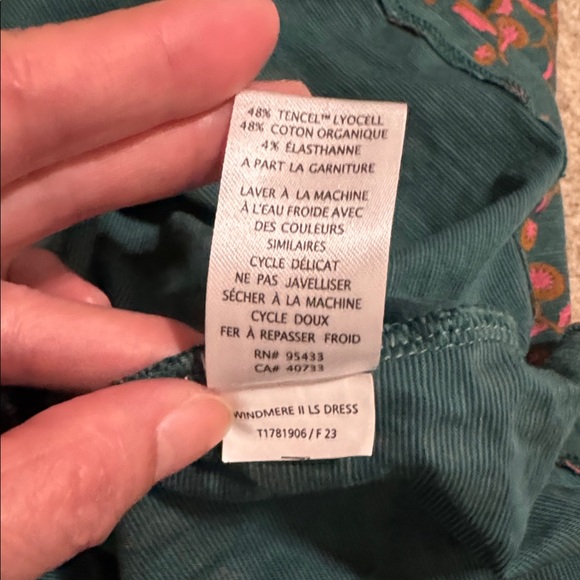 48% TENCEL™ LYOCELL
48% COTON ORGANIQUE
4% ÉLASTHANNE
A PART LA GARNITURE
LAVER À LA MACHINE
À L'EAU FROIDE AVEC
DES COULEURS
SIMILAIRES
CYCLE DÉLICAT
NE PAS JAVELLISER
SÉCHER À LA MACHINE
CYCLE DOUX
FER À REPASSER FROID
RN# 95433
CA# 40733
WINDMERE II LS DRESS
T1781906/F 23